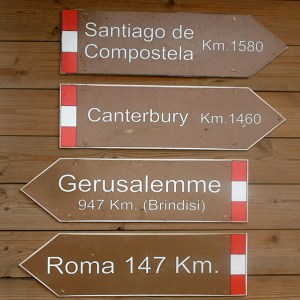 Santiago de
Compostela Km.1580
Canterbury Km.1460
Gerusalemme
947 Km. (Brindisi)
Roma 147 Km.